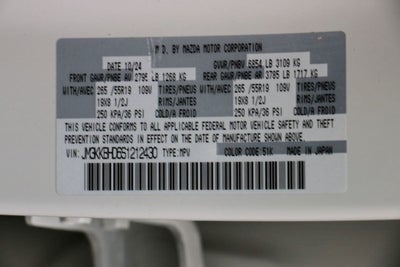 M.D. BY MAZDA MOTOR CORPORATION
DATE 10/24 GVWR/PNBV 6854 LB 3109 KG
FRONT GAWR/PNBE AV 2795 LB 1268 KG REAR GAWR/PNBE AR 3785 LB 1717 KG
WITH/AVEC 265/55R19 109V TIRES/PNEUS WITH/AVEC 265/55R19 109V TIRES/PNEUS
19X8 1/2J RIMS/JANTES 19X8 1/2J RIMS/JANTES
250 KPA/36 PSI COLD/A FROID 250 KPA/36 PSI COLD/A FROID
THIS VEHICLE CONFORMS TO ALL APPLICABLE FEDERAL MOTOR VEHICLE SAFETY AND THEFT
PREVENTION STANDARDS IN EFFECT ON THE DATE OF MANUFACTURE SHOWN ABOVE.
VIN: JM3KKBHD6S1212430 TYPE:MPV COLOR CODE: 51K MADE IN JAPAN